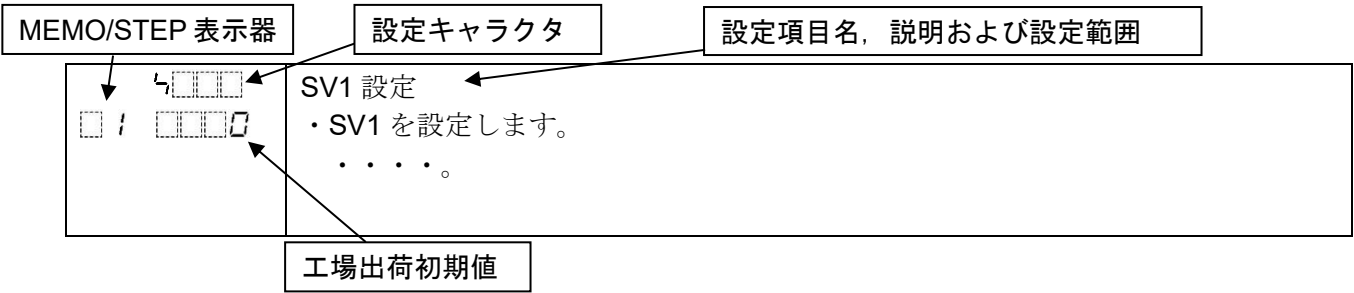 MEMO/STEP 表示器
設定キャラクタ
設定項目名，説明および設定範囲
SV1 設定
1 0
・SV1 を設定します。
・・・・。
工場出荷初期値